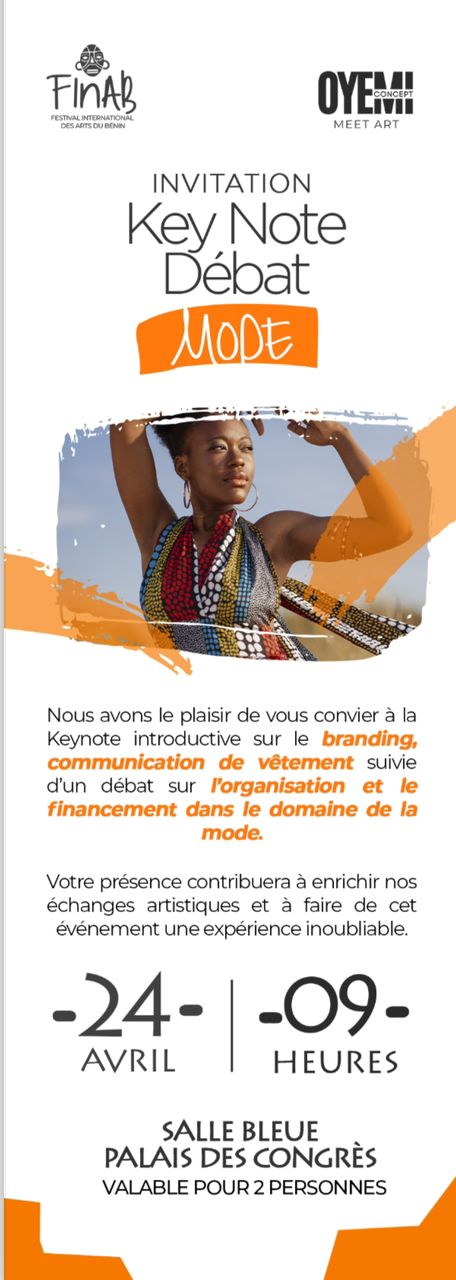 FInAB
FESTIVAL INTERNATIONAL
DES ARTS DU BÉNIN
OYEMI
CONCEPT
MEET ART
INVITATION
Key Note
Débat
MODE
Nous avons le plaisir de vous convier à la
Keynote introductive sur le branding,
communication de vêtement suivie
d'un débat sur l'organisation et le
financement dans le domaine de la
mode.
Votre présence contribuera à enrichir nos
échanges artistiques et à faire de cet
événement une expérience inoubliable.
-24- | -09-
AVRIL HEURES
SALLE BLEUE
PALAIS DES CONGRÈS
VALABLE POUR 2 PERSONNES